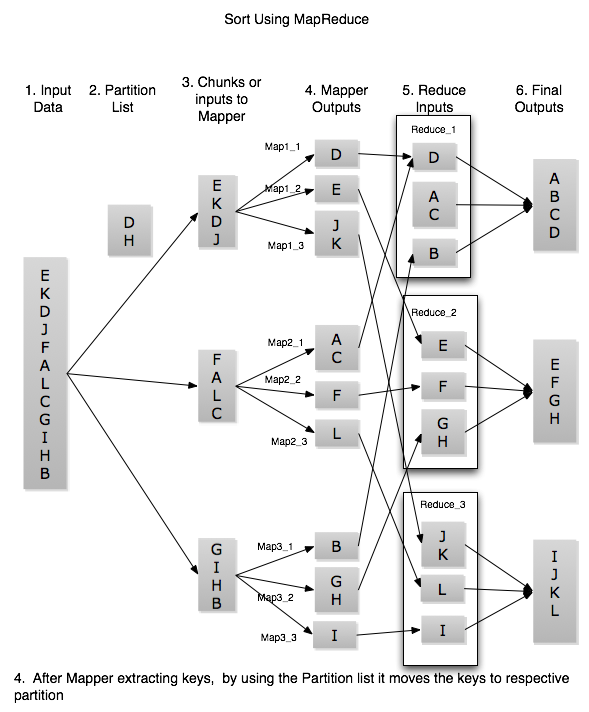 Sort Using MapReduce
1. Input
Data
2. Partition
List
3. Chunks or
inputs to
Mapper
4. Mapper
Outputs
5. Reduce
Inputs
6. Final
Outputs
E
K
D
J
F
A
L
C
G
I
H
B
D
H
E
K
D
J
F
A
L
C
G
I
H
B
Map1_1
Map1_2
Map1_3
Map2_1
Map2_2
Map2_3
Map3_1
Map3_2
Map3_3
D
E
J
K
A
C
F
L
B
G
H
I
Reduce_1
D
A
C
B
Reduce_2
E
F
G
H
Reduce_3
J
K
L
I
A
B
C
D
E
F
G
H
I
J
K
L
4. After Mapper extracting keys, by using the Partition list it moves the keys to respective
partition